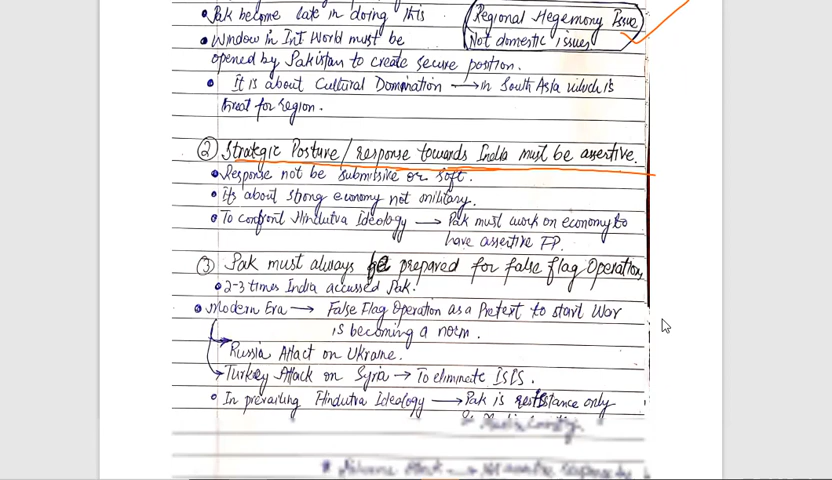 • Pak become late in doing this
Regional Hegemony Issue
Not domestic issues
• Window in Int World must be
opened by Pakistan to create secure position.
• It is about Cultural Domination → in South Asia which is
threat for region.
② Strategic Posture/response towards India must be assertive.
• Response not be submissive or soft.
• Its about strong economy not military.
• To confront Hindutva Ideology → Pak must work on economy to
have assertive FP.
③ Pak must always be prepared for false flag Operation
• 2-3 times India accused Pak.
• Modern Era → False Flag Operation as a Pretext to start War
is becoming a norm.
→ Russia Attact on Ukraine.
→ Turkey Attack on Syria → To eliminate ISIS.
• In prevailing Hindutva Ideology → Pak is resistance only